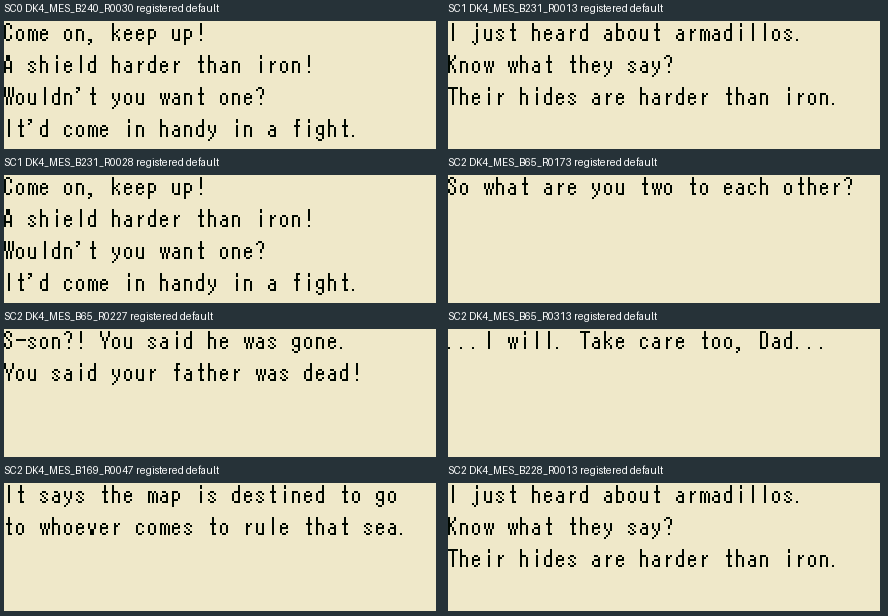 SC0 DK4_MES_B240_R0030 registered default
Come on, keep up!
A shield harder than iron!
Wouldn't you want one?
It'd come in handy in a fight.
SC1 DK4_MES_B231_R0013 registered default
I just heard about armadillos.
Know what they say?
Their hides are harder than iron.
SC1 DK4_MES_B231_R0028 registered default
Come on, keep up!
A shield harder than iron!
Wouldn't you want one?
It'd come in handy in a fight.
SC2 DK4_MES_B65_R0173 registered default
So what are you two to each other?
SC2 DK4_MES_B65_R0227 registered default
S-son?! You said he was gone.
You said your father was dead!
SC2 DK4_MES_B65_R0313 registered default
...I will. Take care too, Dad...
SC2 DK4_MES_B169_R0047 registered default
It says the map is destined to go
to whoever comes to rule that sea.
SC2 DK4_MES_B228_R0013 registered default
I just heard about armadillos.
Know what they say?
Their hides are harder than iron.